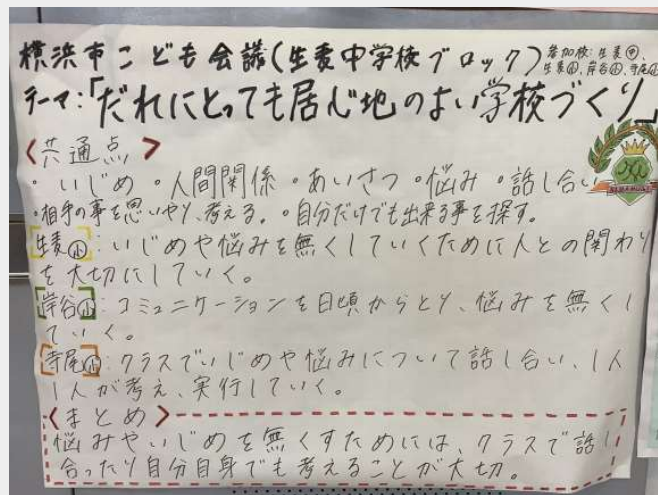 横浜市こども会議(生麦中学校ブロック)参加校:生麦㊥、
生麦㊥、岸谷㊥、寺尾㊥
テーマ:「だれにとっても居心地のよい学校づくり」
<共通点>
・いじめ ・人間関係 ・あいさつ ・悩み ・話し合い
・相手の事を思いやり、考える。 ・自分だけでも出来る事を探す。
生麦㊥:いじめや悩みを無くしていくために人との関わり
を大切にしていく。
岸谷㊥:コミュニケーションを日頃からとり、悩みを無くし
ていく。
寺尾㊥:クラスでいじめや悩みについて話し合い、1人
1人が考え、実行していく。
<まとめ>
悩みやいじめを無くすためには、クラスで話し
合ったり自分自身でも考えることが大切。